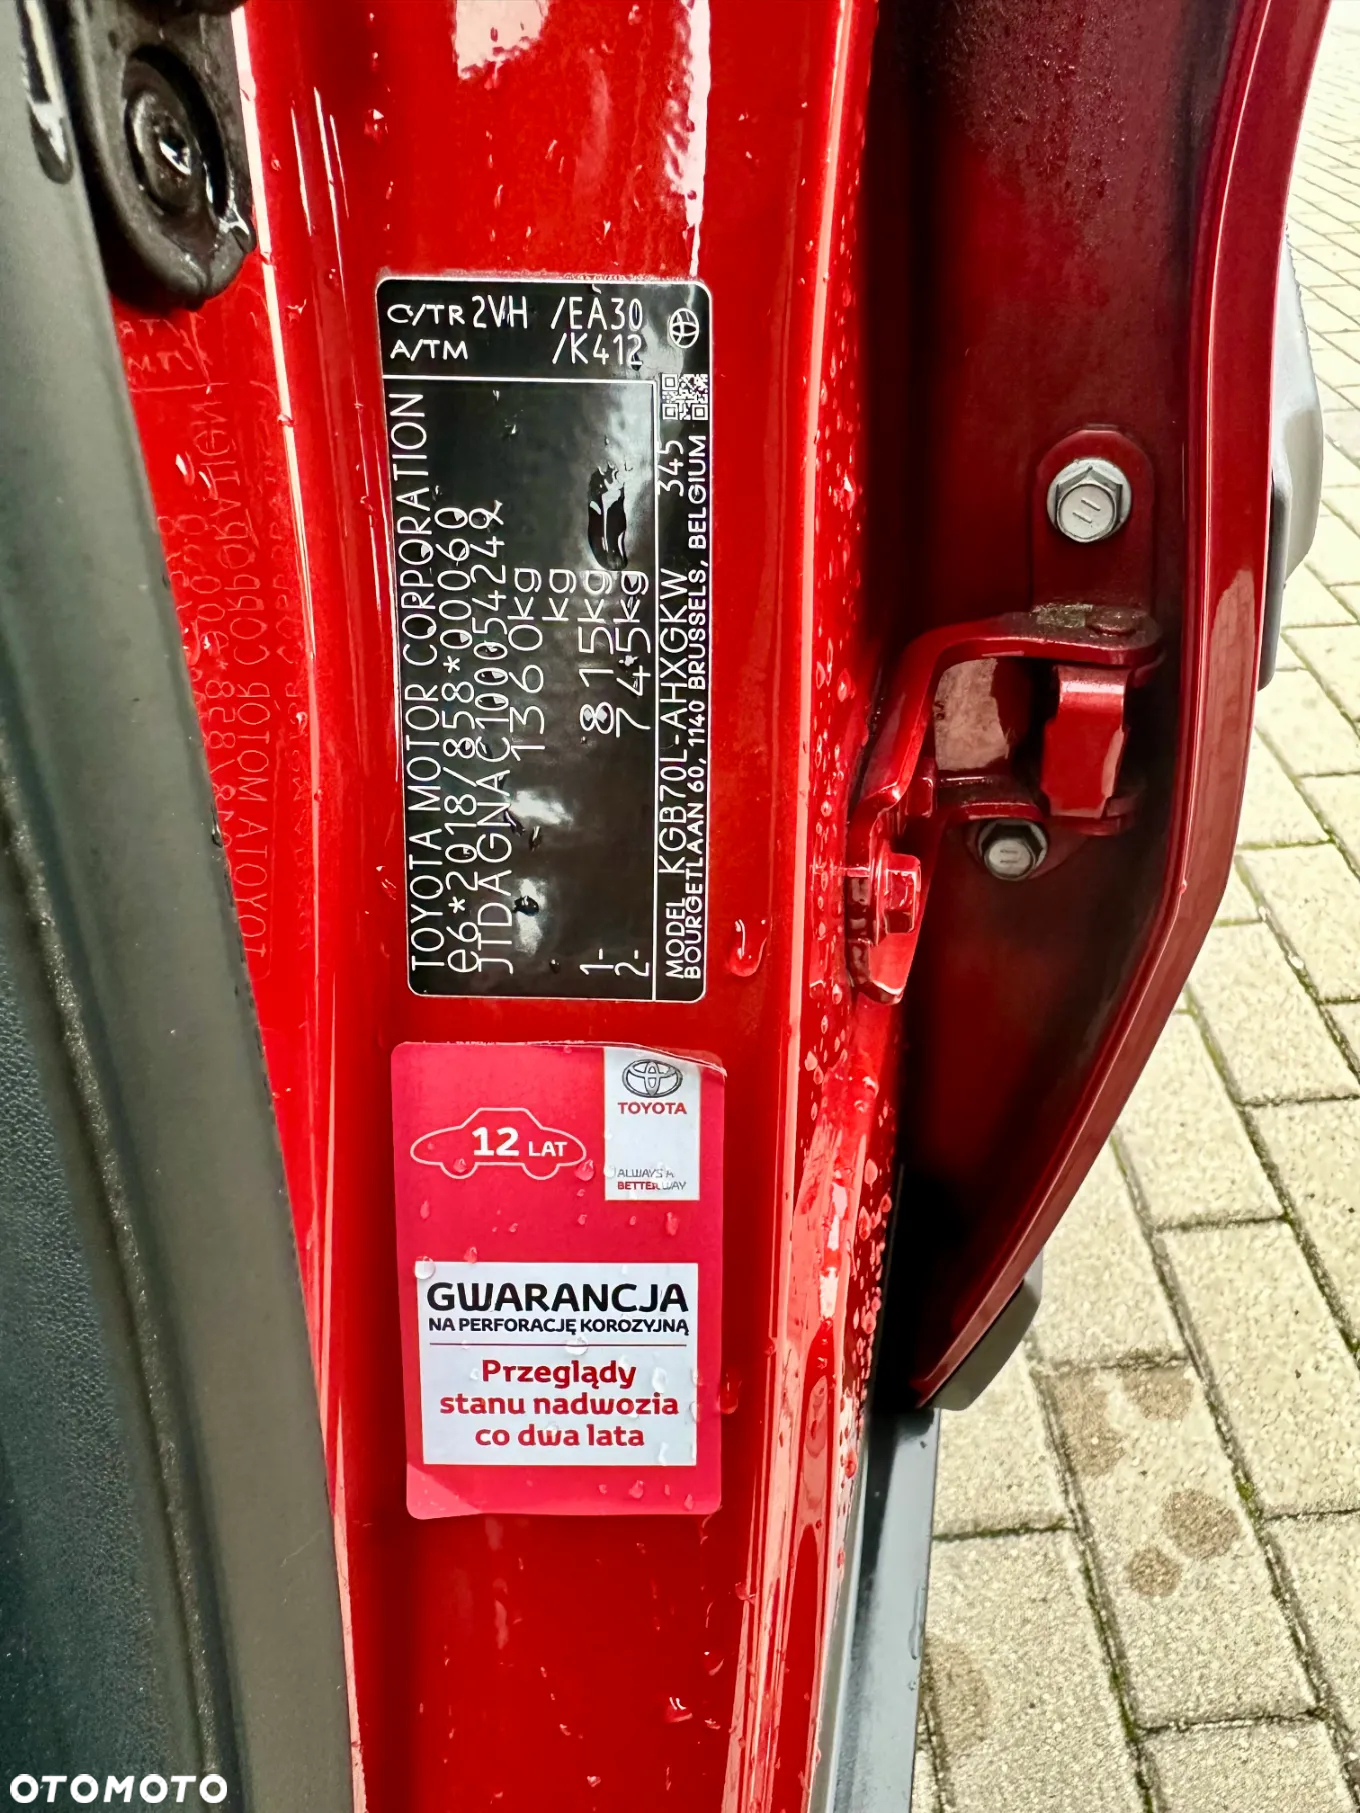 C/TR 2VH /EA30
A/TM /K412
TOYOTA MOTOR CORPORATION
e6*2018/858*00060
JTDAGNAC10054249
1360kg
kg
1- 815kg
2- 745kg
MODEL KGB70L-AHXGKW 345
BOURGETLAAN 60, 1140 BRUSSELS, BELGIUM
TOYOTA
12 LAT
ALWAYS A
BETTER WAY
GWARANCJA
NA PERFORACJĘ KOROZYJNĄ
Przeglądy
stanu nadwozia
co dwa lata
OTOMOTO